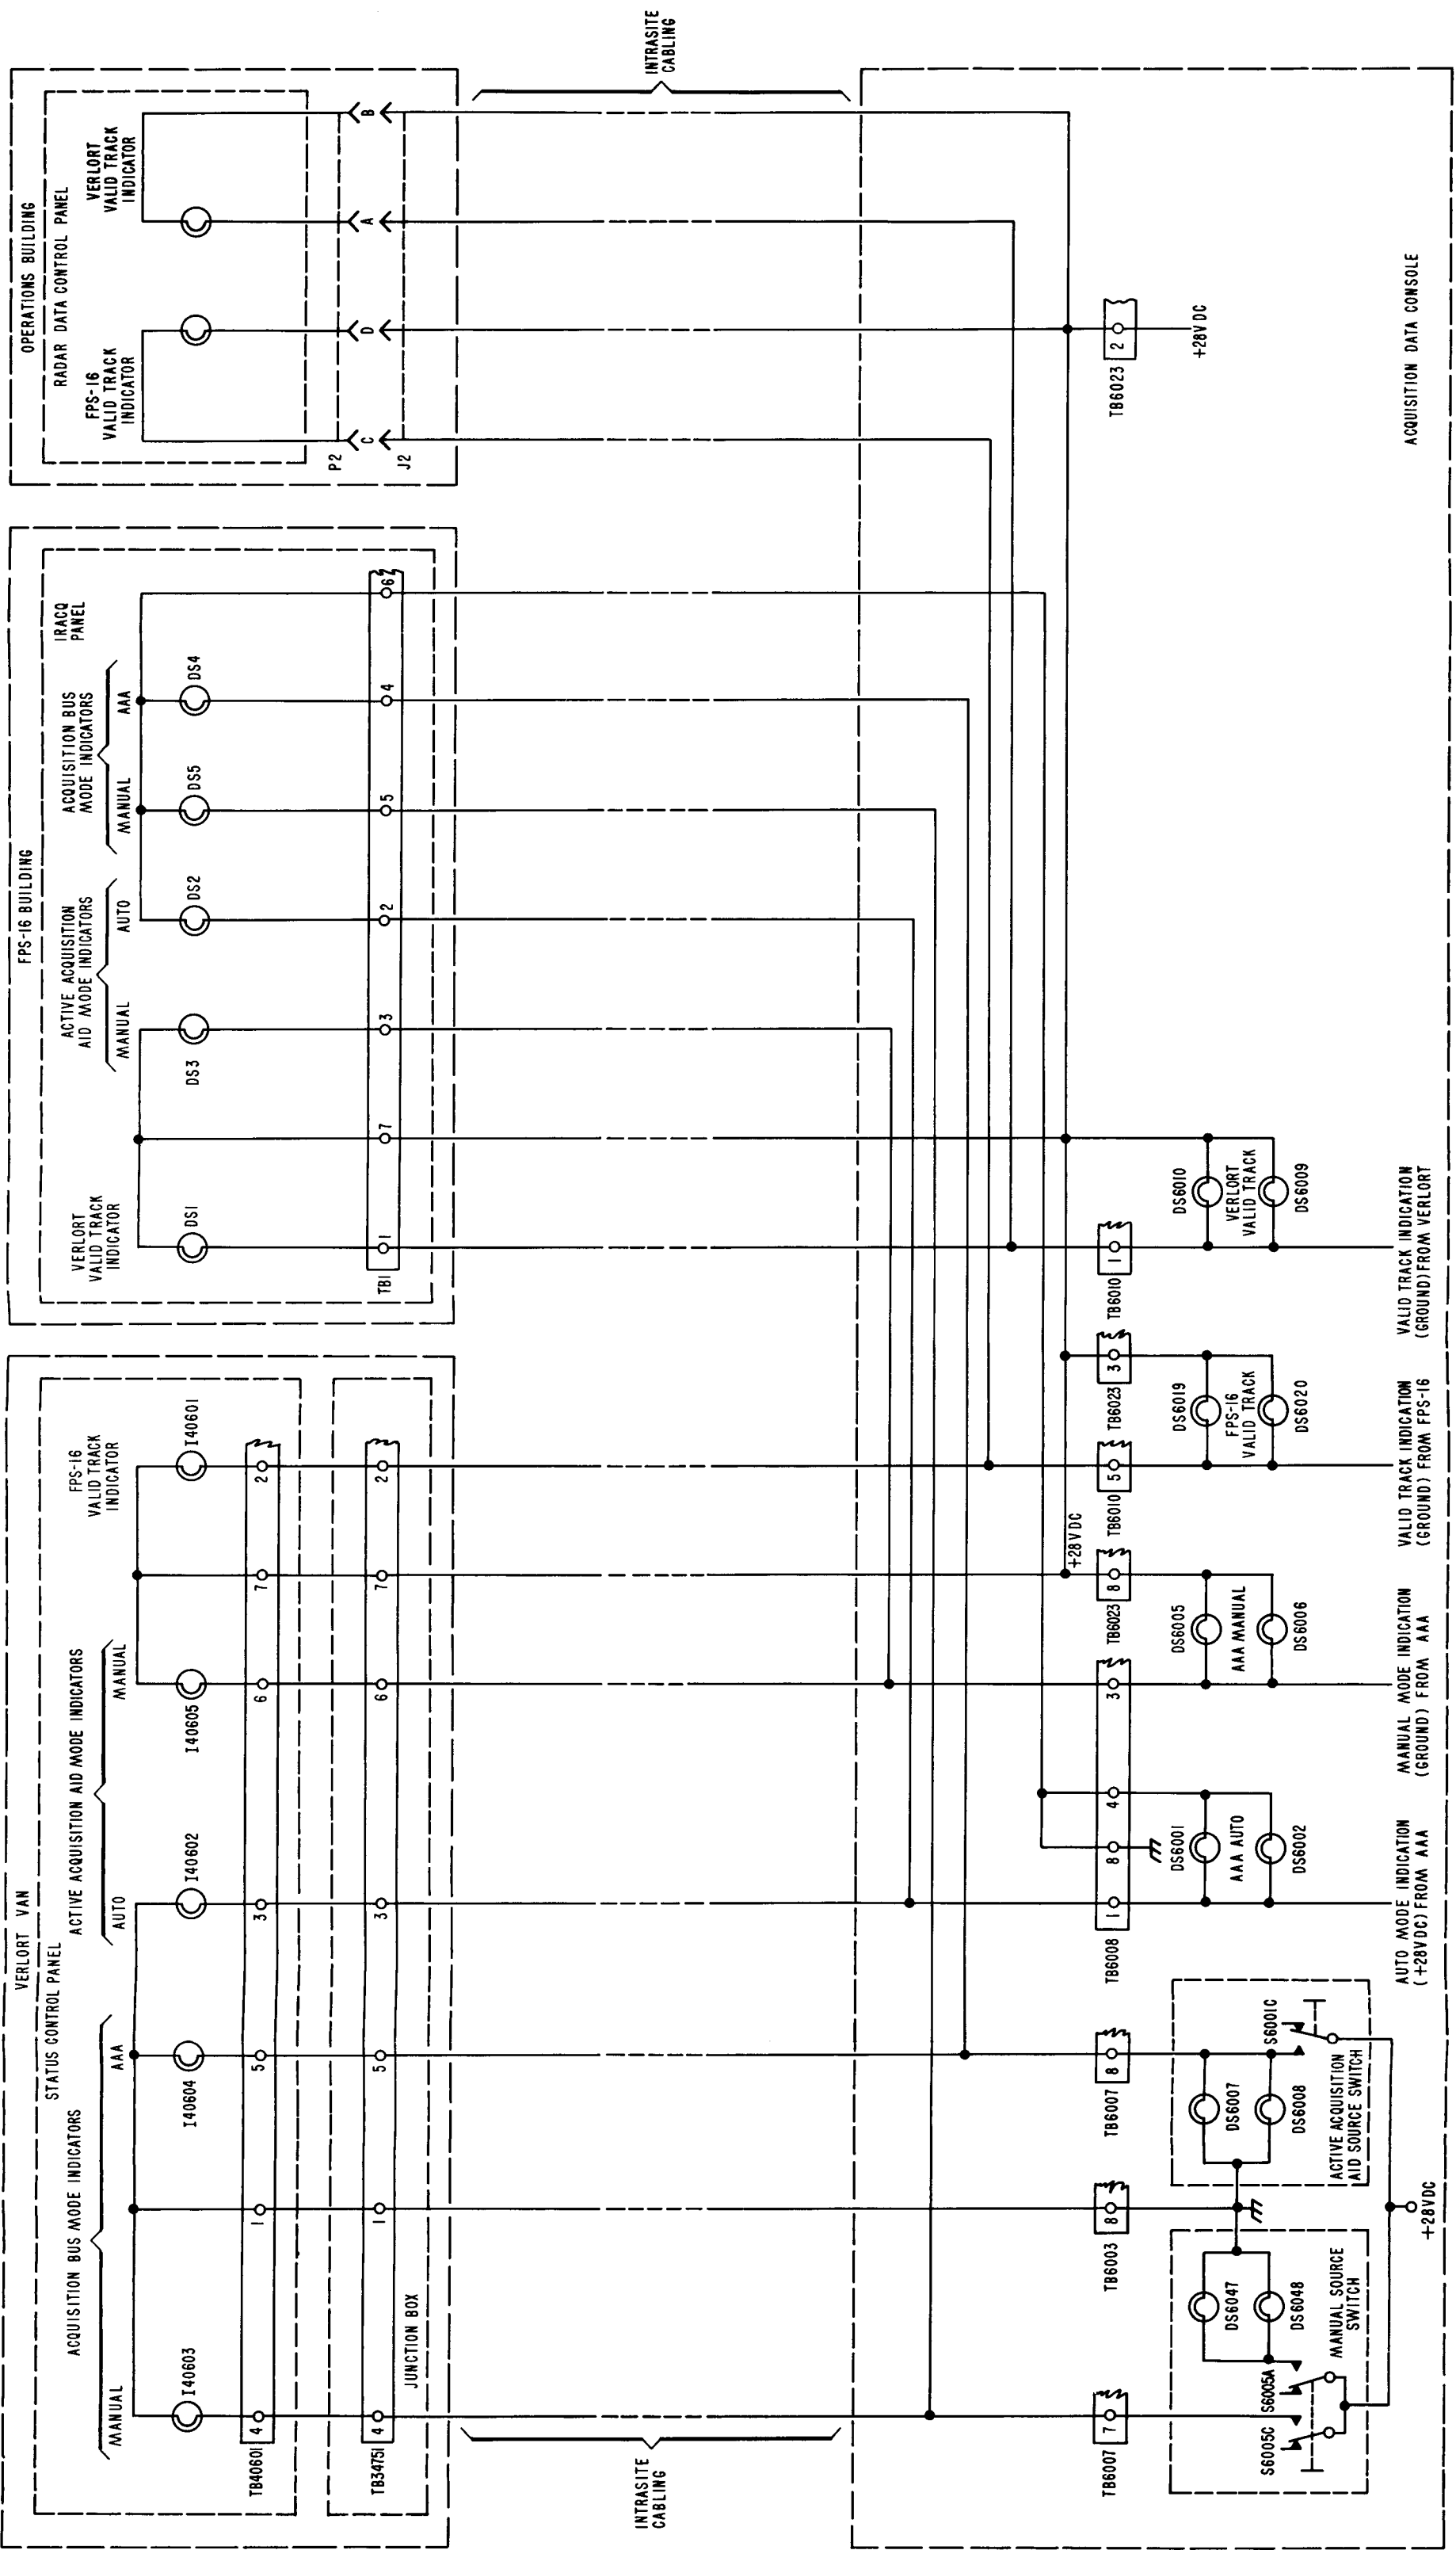 VERLORT VAN
STATUS CONTROL PANEL
ACQUISITION BUS MODE INDICATORS
MANUAL
AAA
ACTIVE ACQUISITION AID MODE INDICATORS
AUTO
MANUAL
FPS-16
VALID TRACK
INDICATOR
I40603
I40604
I40602
I40605
I40601
TB40601
4
1
5
3
6
7
2
TB34751
4
1
5
3
6
7
2
JUNCTION BOX
FPS-16 BUILDING
IRACQ
PANEL
VERLORT
VALID TRACK
INDICATOR
ACTIVE ACQUISITION
AID MODE INDICATORS
MANUAL
AUTO
ACQUISITION BUS
MODE INDICATORS
MANUAL
AAA
DS1
DS3
DS2
DS5
DS4
TB1
1
7
3
2
5
4
6
OPERATIONS BUILDING
RADAR DATA CONTROL PANEL
FPS-16
VALID TRACK
INDICATOR
VERLORT
VALID TRACK
INDICATOR
P2
J2
C
D
A
B
INTRASITE
CABLING
INTRASITE
CABLING
+28V DC
TB6007
7
TB6003
8
TB6007
8
TB6008
1
8
4
3
TB6023
8
TB6010
5
TB6023
3
TB6010
1
TB6023
2
+28V DC
S6005C
S6005A
DS6047
DS6048
MANUAL SOURCE
SWITCH
DS6007
DS6008
S6001C
ACTIVE ACQUISITION
AID SOURCE SWITCH
+28VDC
DS6001
AAA AUTO
DS6002
DS6005
AAA MANUAL
DS6006
DS6019
FPS-16
VALID TRACK
DS6020
DS6010
VERLORT
VALID TRACK
DS6009
AUTO MODE INDICATION
(+28VDC) FROM AAA
MANUAL MODE INDICATION
(GROUND) FROM AAA
VALID TRACK INDICATION
(GROUND) FROM FPS-16
VALID TRACK INDICATION
(GROUND) FROM VERLORT
ACQUISITION DATA CONSOLE